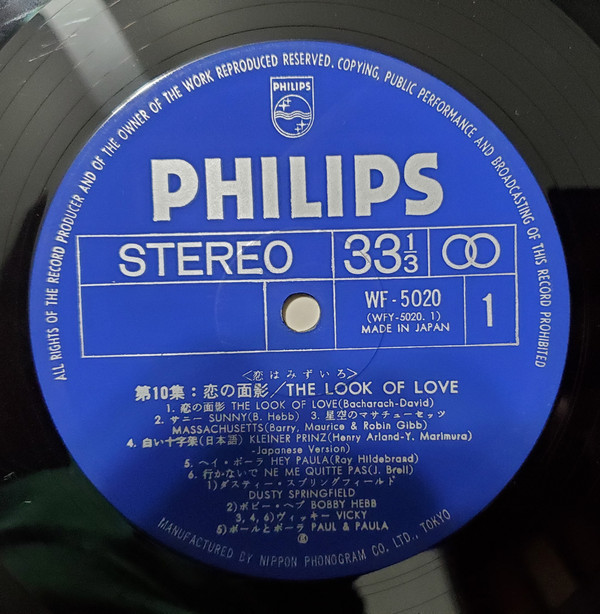 ALL RIGHTS OF THE RECORD PRODUCER AND OF THE OWNER OF THE WORK REPRODUCED RESERVED. COPYING, PUBLIC PERFORMANCE AND BROADCASTING OF THIS RECORD PROHIBITED
PHILIPS
PHILIPS
STEREO 33⅓
WF-5020
(WFY-5020. 1)
MADE IN JAPAN
1
<恋はみずいろ>
第10集:恋の面影/THE LOOK OF LOVE
1. 恋の面影 THE LOOK OF LOVE(Bacharach-David)
2. サニー SUNNY(B. Hebb) 3. 星空のマサチューセッツ
MASSACHUSETTS(Barry, Maurice & Robin Gibb)
4. 白い十字架(日本語) KLEINER PRINZ(Henry Arland-Y. Marimura)
-Japanese Version)
5. ヘイ・ポーラ HEY PAULA(Ray Hildebrand)
6. 行かないで NE ME QUITTE PAS(J. Brell)
1)ダスティー・スプリングフィールド
DUSTY SPRINGFIELD
2)ボビー・ヘブ BOBBY HEBB
3, 4, 6)ヴィッキー VICKY
5)ポールとポーラ PAUL & PAULA
MANUFACTURED BY NIPPON PHONOGRAM CO. LTD., TOKYO